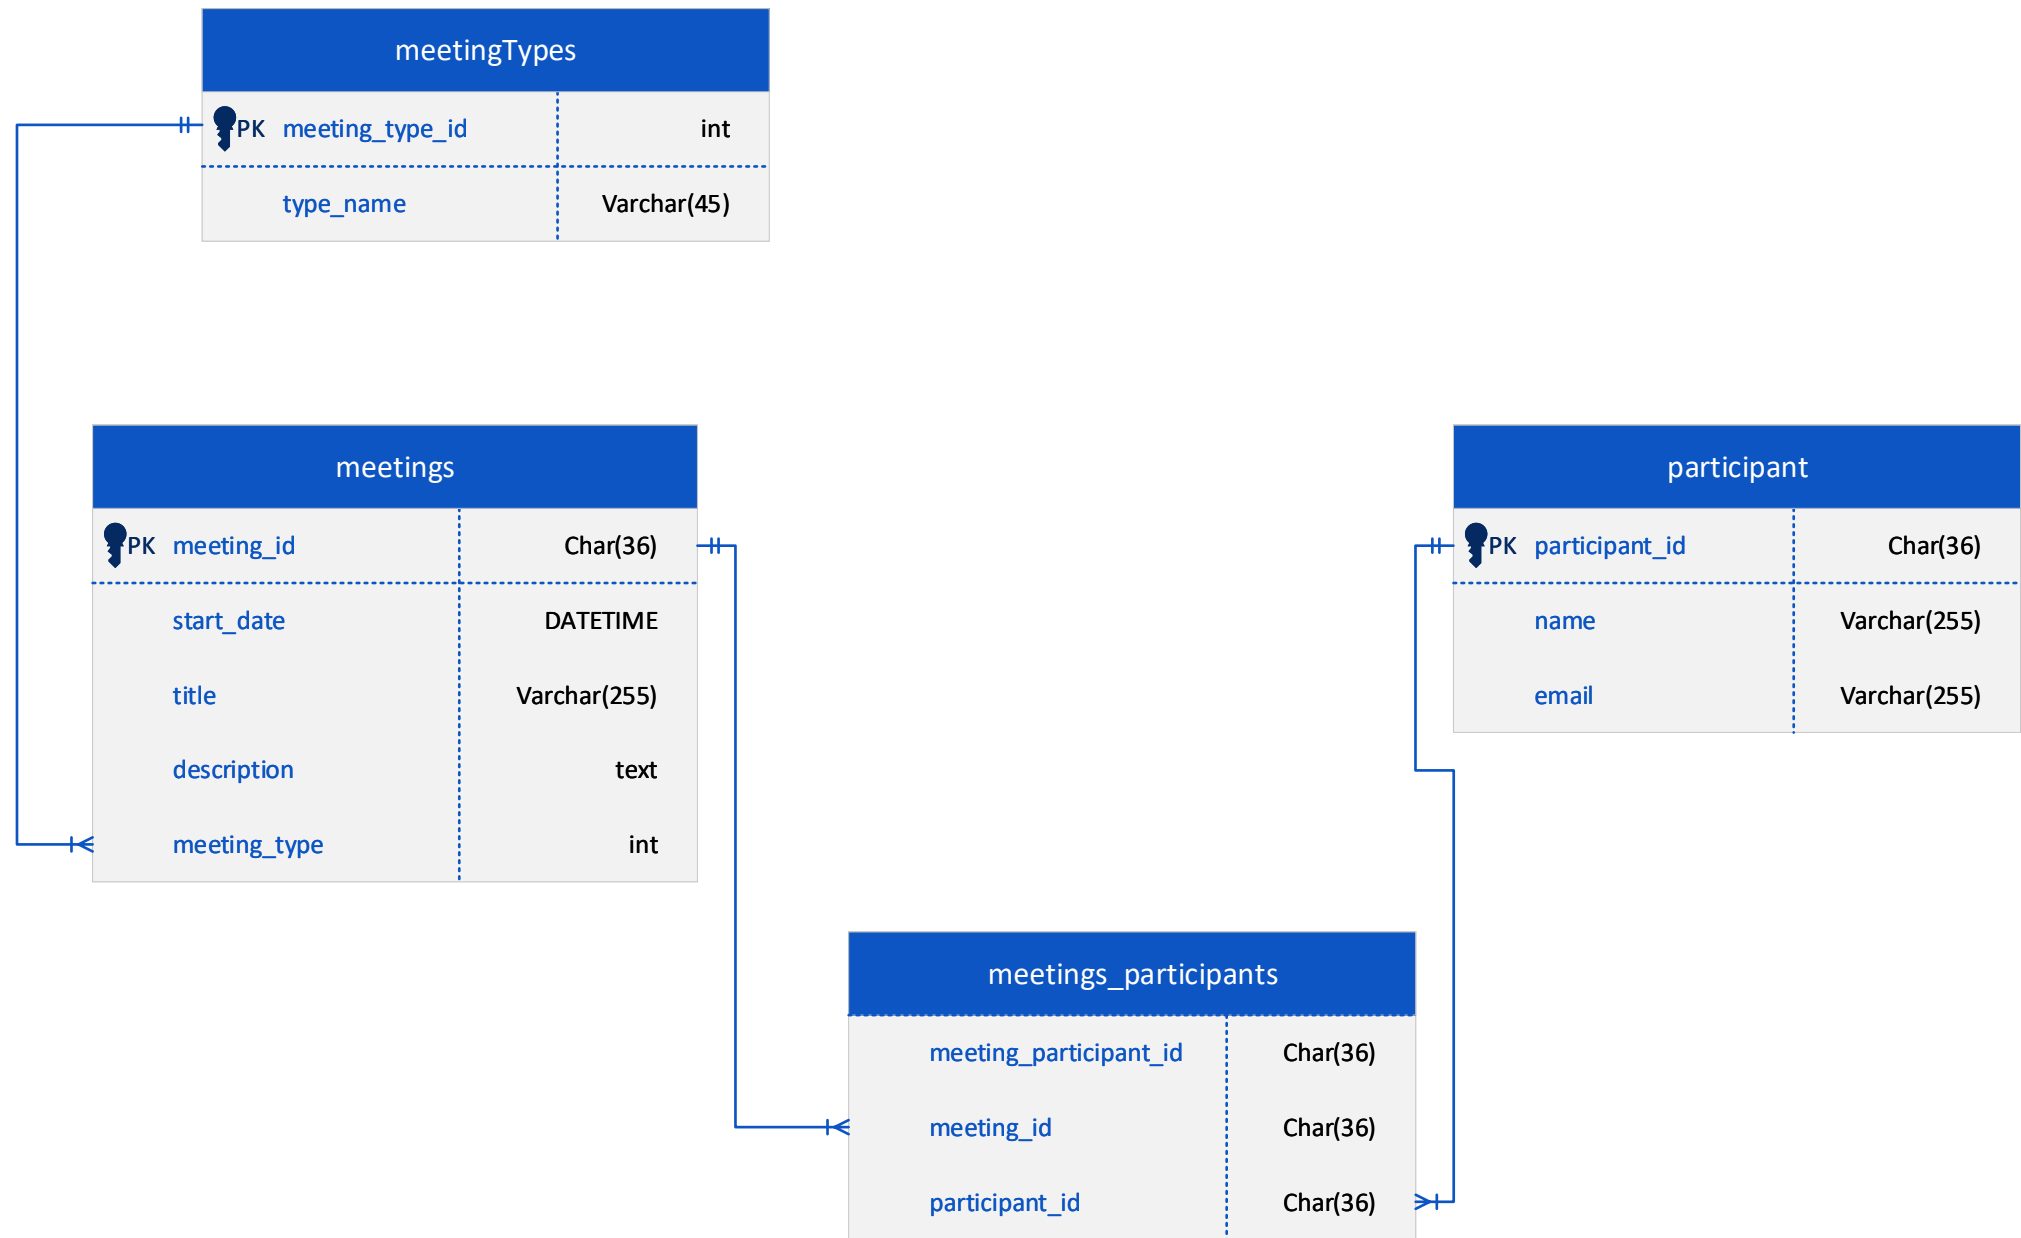 meetingTypes
PK meeting_type_id int
type_name Varchar(45)
meetings
PK meeting_id Char(36)
start_date DATETIME
title Varchar(255)
description text
meeting_type int
participant
PK participant_id Char(36)
name Varchar(255)
email Varchar(255)
meetings_participants
meeting_participant_id Char(36)
meeting_id Char(36)
participant_id Char(36)